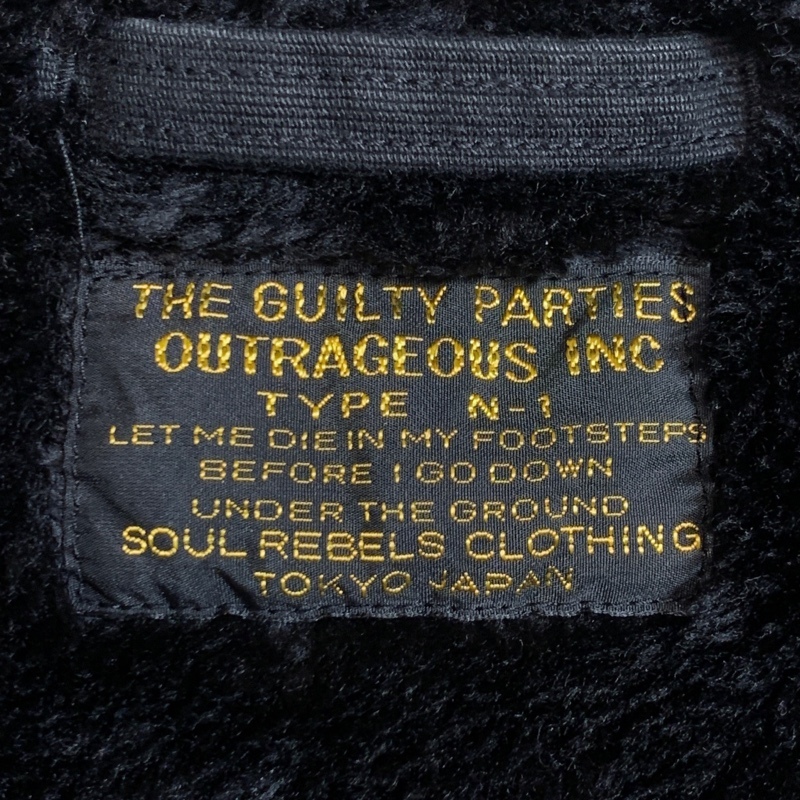 THE GUILTY PARTIES
OUTRAGEOUS INC
TYPE N-1
LET ME DIE IN MY FOOTSTEPS
BEFORE I GO DOWN
UNDER THE GROUND
SOUL REBELS CLOTHING
TOKYO JAPAN